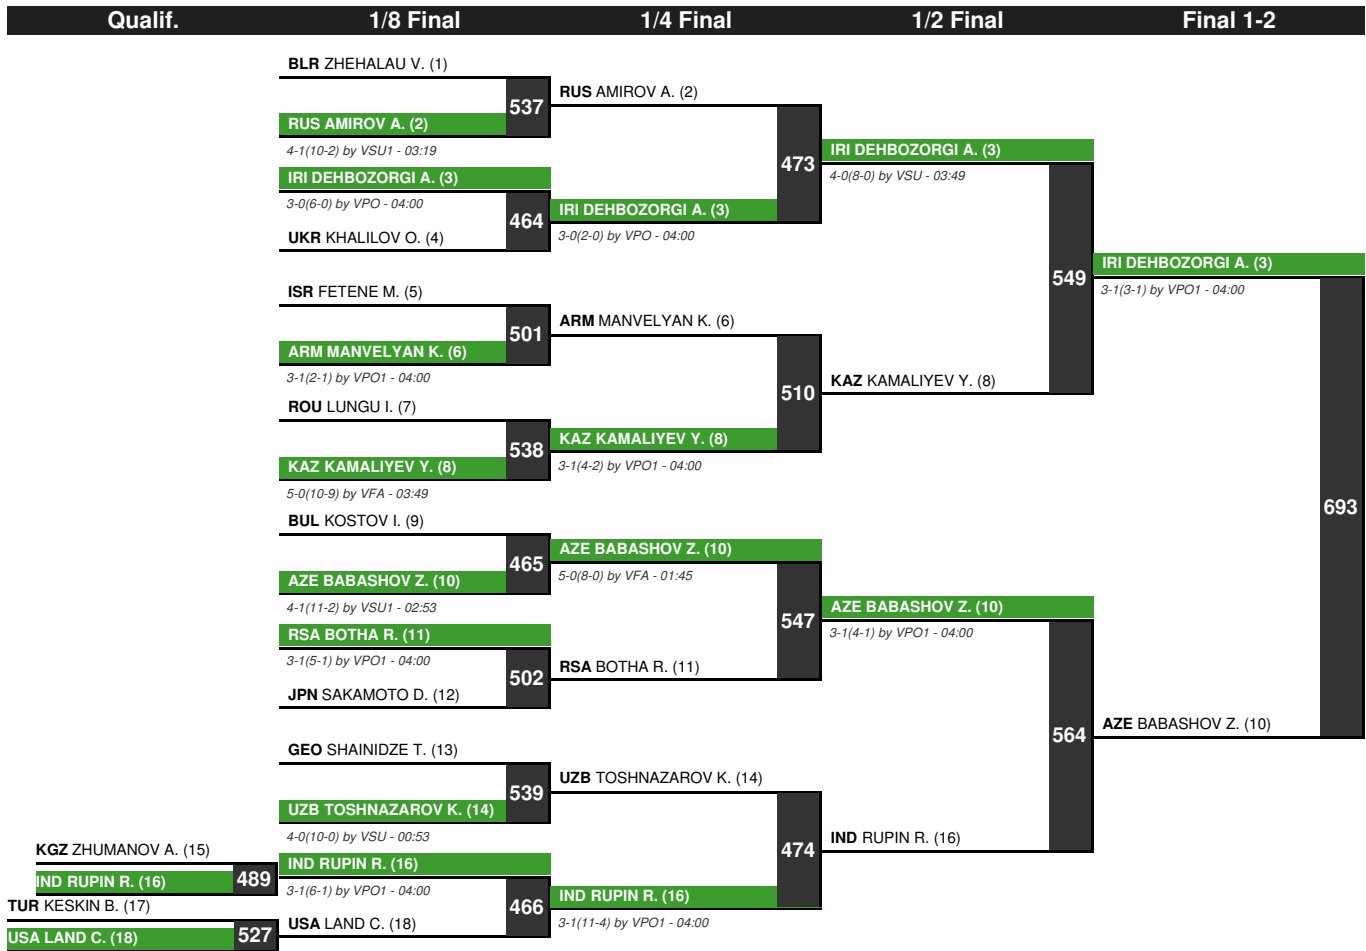 Qualif.
1/8 Final
1/4 Final
1/2 Final
Final 1-2
BLR ZHEHALAU V. (1)
537
RUS AMIROV A. (2)
4-1(10-2) by VSU1 - 03:19
IRI DEHBOZORGI A. (3)
3-0(6-0) by VPO - 04:00
464
UKR KHALILOV O. (4)
ISR FETENE M. (5)
501
ARM MANVELYAN K. (6)
3-1(2-1) by VPO1 - 04:00
ROU LUNGU I. (7)
538
KAZ KAMALIYEV Y. (8)
5-0(10-9) by VFA - 03:49
BUL KOSTOV I. (9)
465
AZE BABASHOV Z. (10)
4-1(11-2) by VSU1 - 02:53
RSA BOTHA R. (11)
3-1(5-1) by VPO1 - 04:00
502
JPN SAKAMOTO D. (12)
GEO SHAINIDZE T. (13)
539
UZB TOSHNAZAROV K. (14)
4-0(10-0) by VSU - 00:53
KGZ ZHUMANOV A. (15)
489
IND RUPIN R. (16)
TUR KESKIN B. (17)
527
USA LAND C. (18)
IND RUPIN R. (16)
3-1(6-1) by VPO1 - 04:00
466
USA LAND C. (18)
RUS AMIROV A. (2)
473
IRI DEHBOZORGI A. (3)
3-0(2-0) by VPO - 04:00
ARM MANVELYAN K. (6)
510
KAZ KAMALIYEV Y. (8)
3-1(4-2) by VPO1 - 04:00
AZE BABASHOV Z. (10)
5-0(8-0) by VFA - 01:45
547
RSA BOTHA R. (11)
UZB TOSHNAZAROV K. (14)
474
IND RUPIN R. (16)
3-1(11-4) by VPO1 - 04:00
IRI DEHBOZORGI A. (3)
4-0(8-0) by VSU - 03:49
549
KAZ KAMALIYEV Y. (8)
AZE BABASHOV Z. (10)
3-1(4-1) by VPO1 - 04:00
564
IND RUPIN R. (16)
IRI DEHBOZORGI A. (3)
3-1(3-1) by VPO1 - 04:00
693
AZE BABASHOV Z. (10)